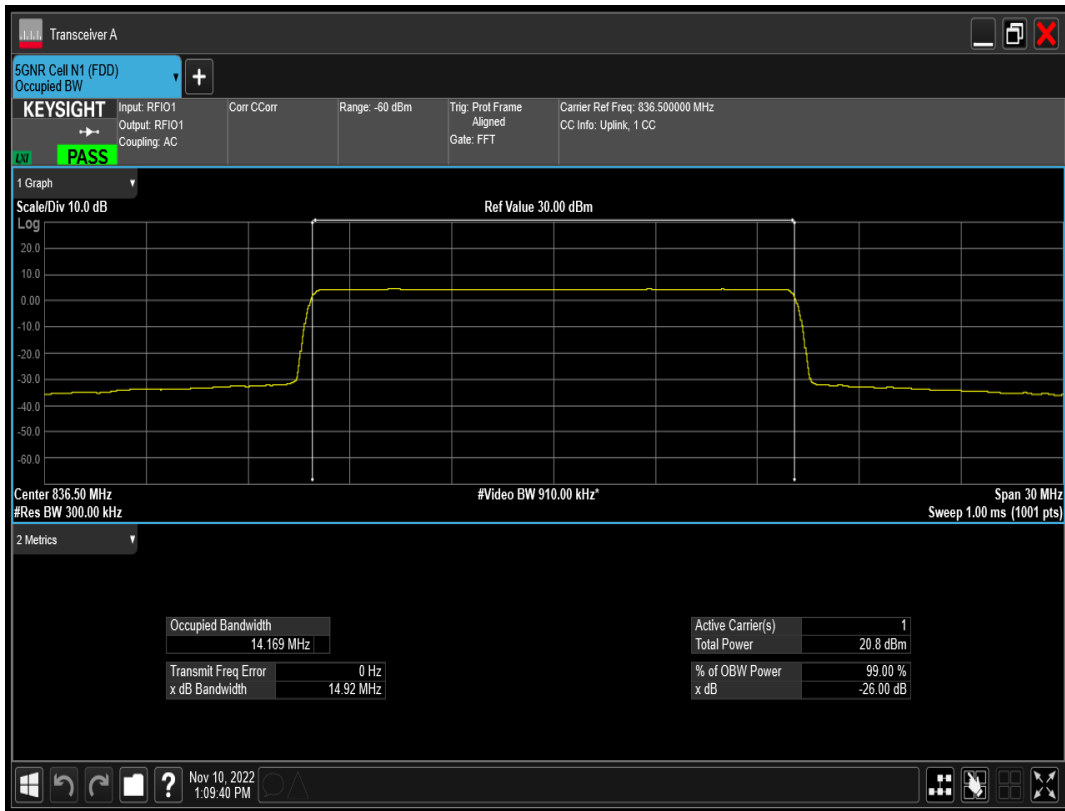 Transceiver A
5GNR Cell N1 (FDD)
Occupied BW
+
KEYSIGHT
LXI
PASS
Input: RFIO1
Output: RFIO1
Coupling: AC
Corr CCorr
Range: -60 dBm
Trig: Prot Frame
Aligned
Gate: FFT
Carrier Ref Freq: 836.500000 MHz
CC Info: Uplink, 1 CC
1 Graph
Scale/Div 10.0 dB
Ref Value 30.00 dBm
Log
20.0
10.0
0.00
-10.0
-20.0
-30.0
-40.0
-50.0
-60.0
Center 836.50 MHz
#Video BW 910.00 kHz*
Span 30 MHz
#Res BW 300.00 kHz
Sweep 1.00 ms (1001 pts)
2 Metrics
Occupied Bandwidth
14.169 MHz
Transmit Freq Error 0 Hz
x dB Bandwidth 14.92 MHz
Active Carrier(s) 1
Total Power 20.8 dBm
% of OBW Power 99.00 %
x dB -26.00 dB
?
Nov 10, 2022
1:09:40 PM